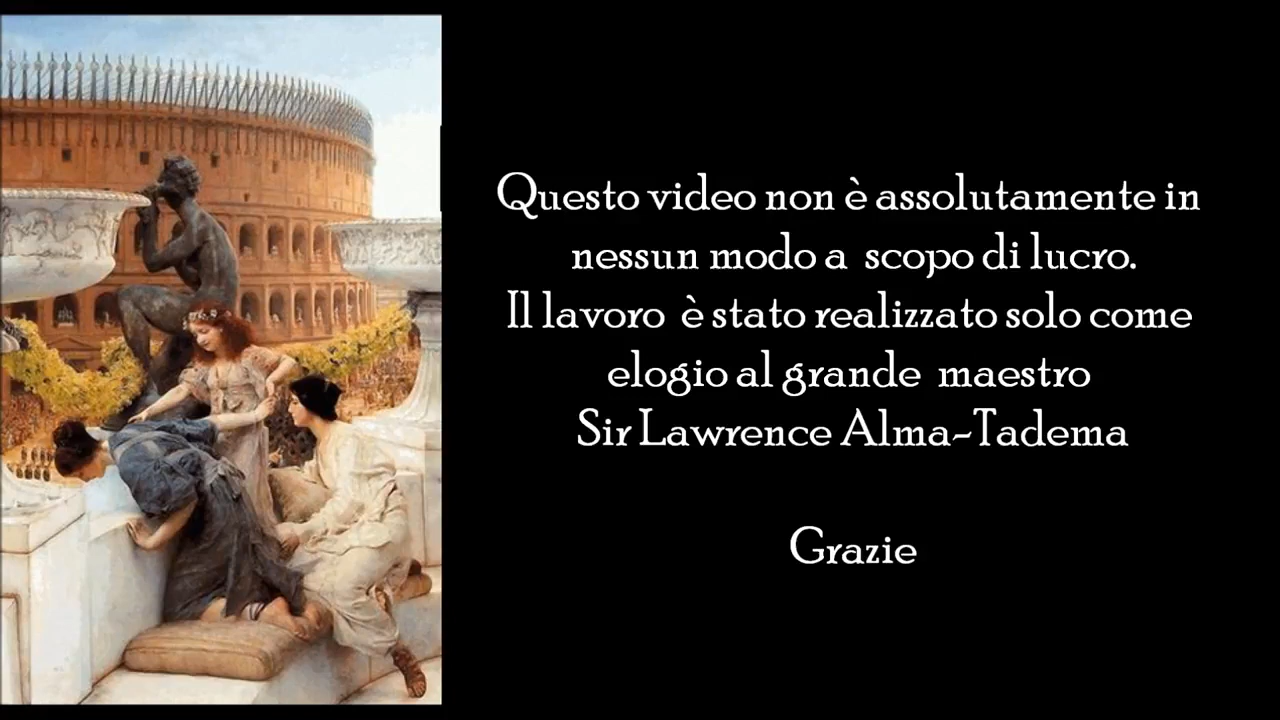 Questo video non è assolutamente in
nessun modo a scopo di lucro.
Il lavoro è stato realizzato solo come
elogio al grande maestro
Sir Lawrence Alma-Tadema
Grazie